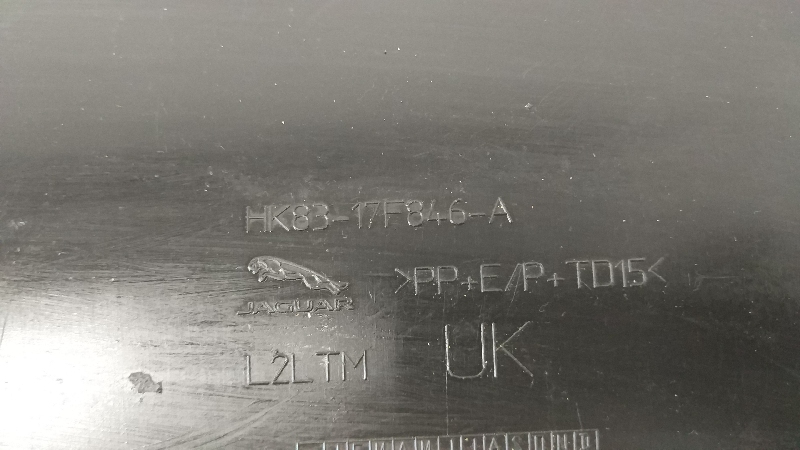 HK83-17F846-A
JAGUAR >PP+E/P+TD15<
L2LTM UK